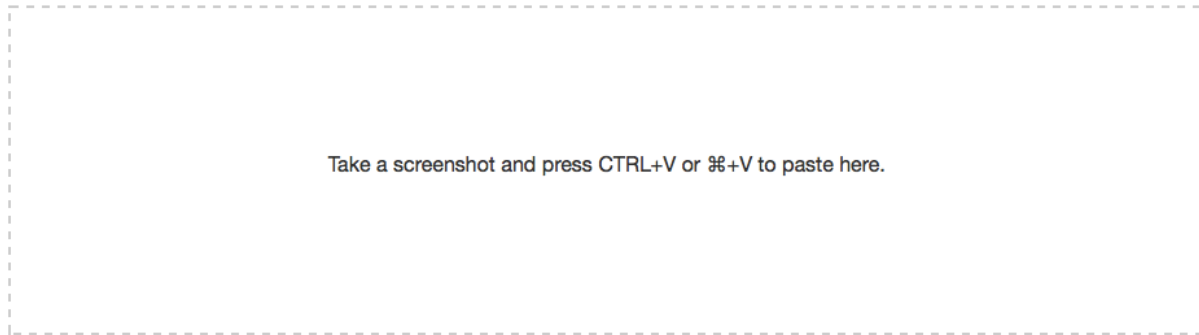 Take a screenshot and press CTRL+V or ⌘+V to paste here.